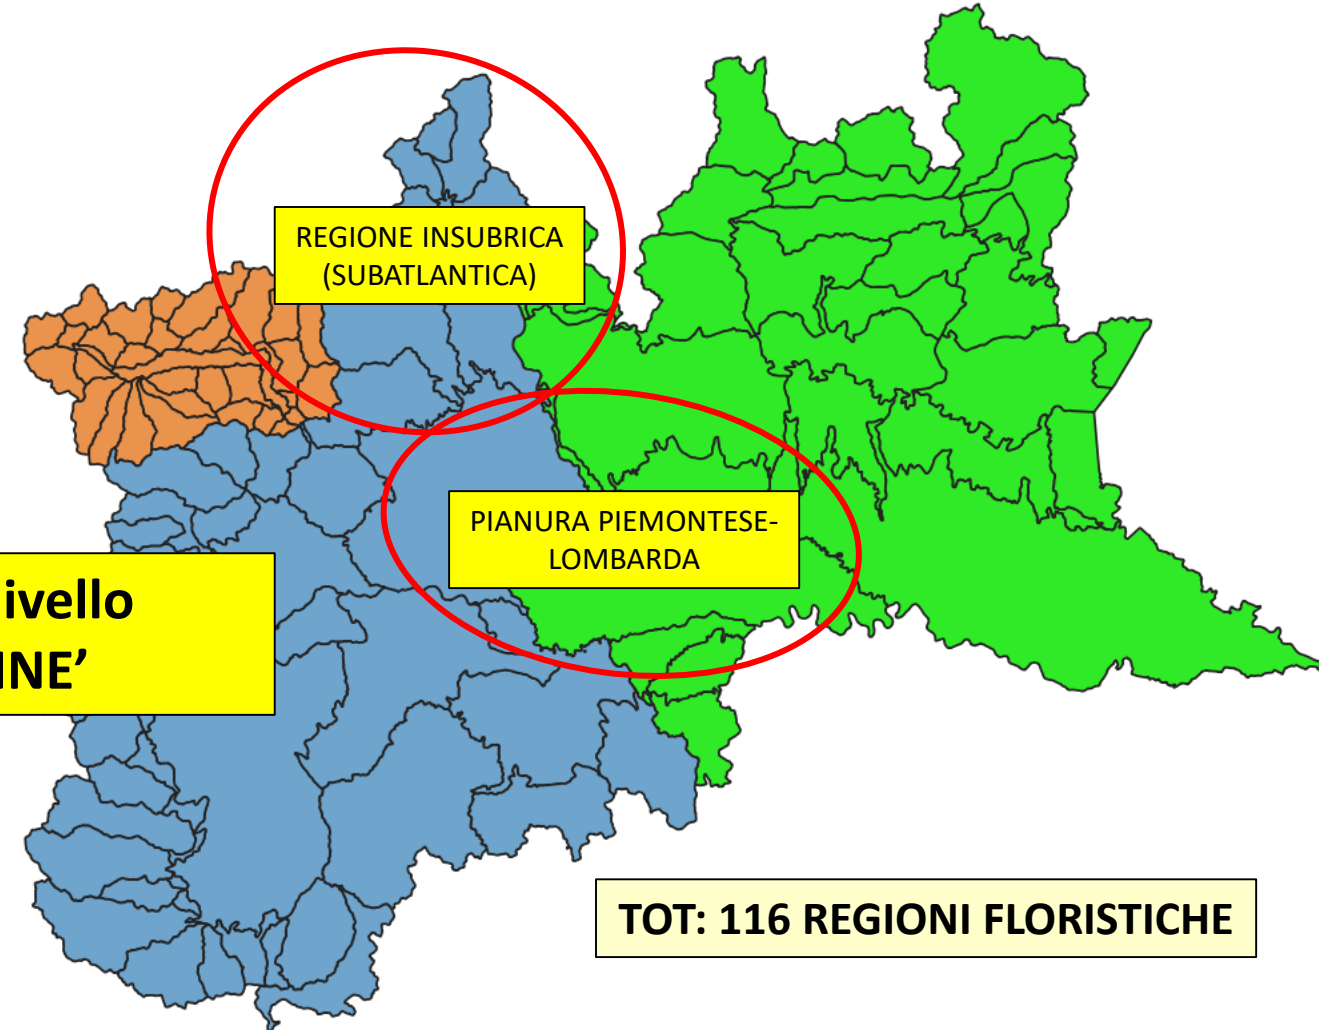 REGIONE INSUBRICA
(SUBATLANTICA)
PIANURA PIEMONTESE-
LOMBARDA
ivello
INE’
TOT: 116 REGIONI FLORISTICHE